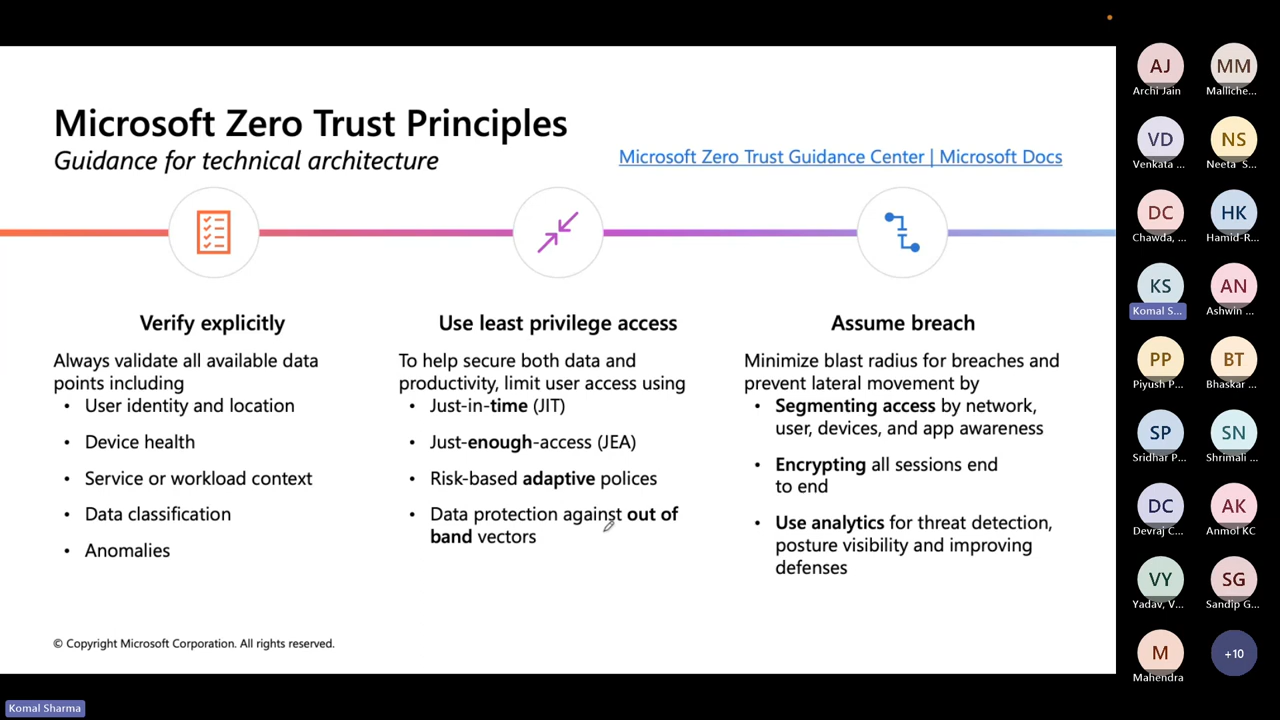 Microsoft Zero Trust Principles
Guidance for technical architecture
Microsoft Zero Trust Guidance Center | Microsoft Docs
Verify explicitly
Always validate all available data
points including
• User identity and location
• Device health
• Service or workload context
• Data classification
• Anomalies
Use least privilege access
To help secure both data and
productivity, limit user access using
• Just-in-time (JIT)
• Just-enough-access (JEA)
• Risk-based adaptive polices
• Data protection against out of
band vectors
Assume breach
Minimize blast radius for breaches and
prevent lateral movement by
• Segmenting access by network,
user, devices, and app awareness
• Encrypting all sessions end
to end
• Use analytics for threat detection,
posture visibility and improving
defenses
© Copyright Microsoft Corporation. All rights reserved.
Komal Sharma
AJ
Archi Jain
MM
Malliche...
VD
Venkata ...
NS
Neeta S...
DC
Chawda, ...
HK
Hamid-R...
KS
Komal S...
AN
Ashwin ...
PP
Piyush P...
BT
Bhaskar ...
SP
Sridhar P...
SN
Shrimali ...
DC
Devraj C...
AK
Anmol KC
VY
Yadav, V...
SG
Sandip G...
M
Mahendra
+10